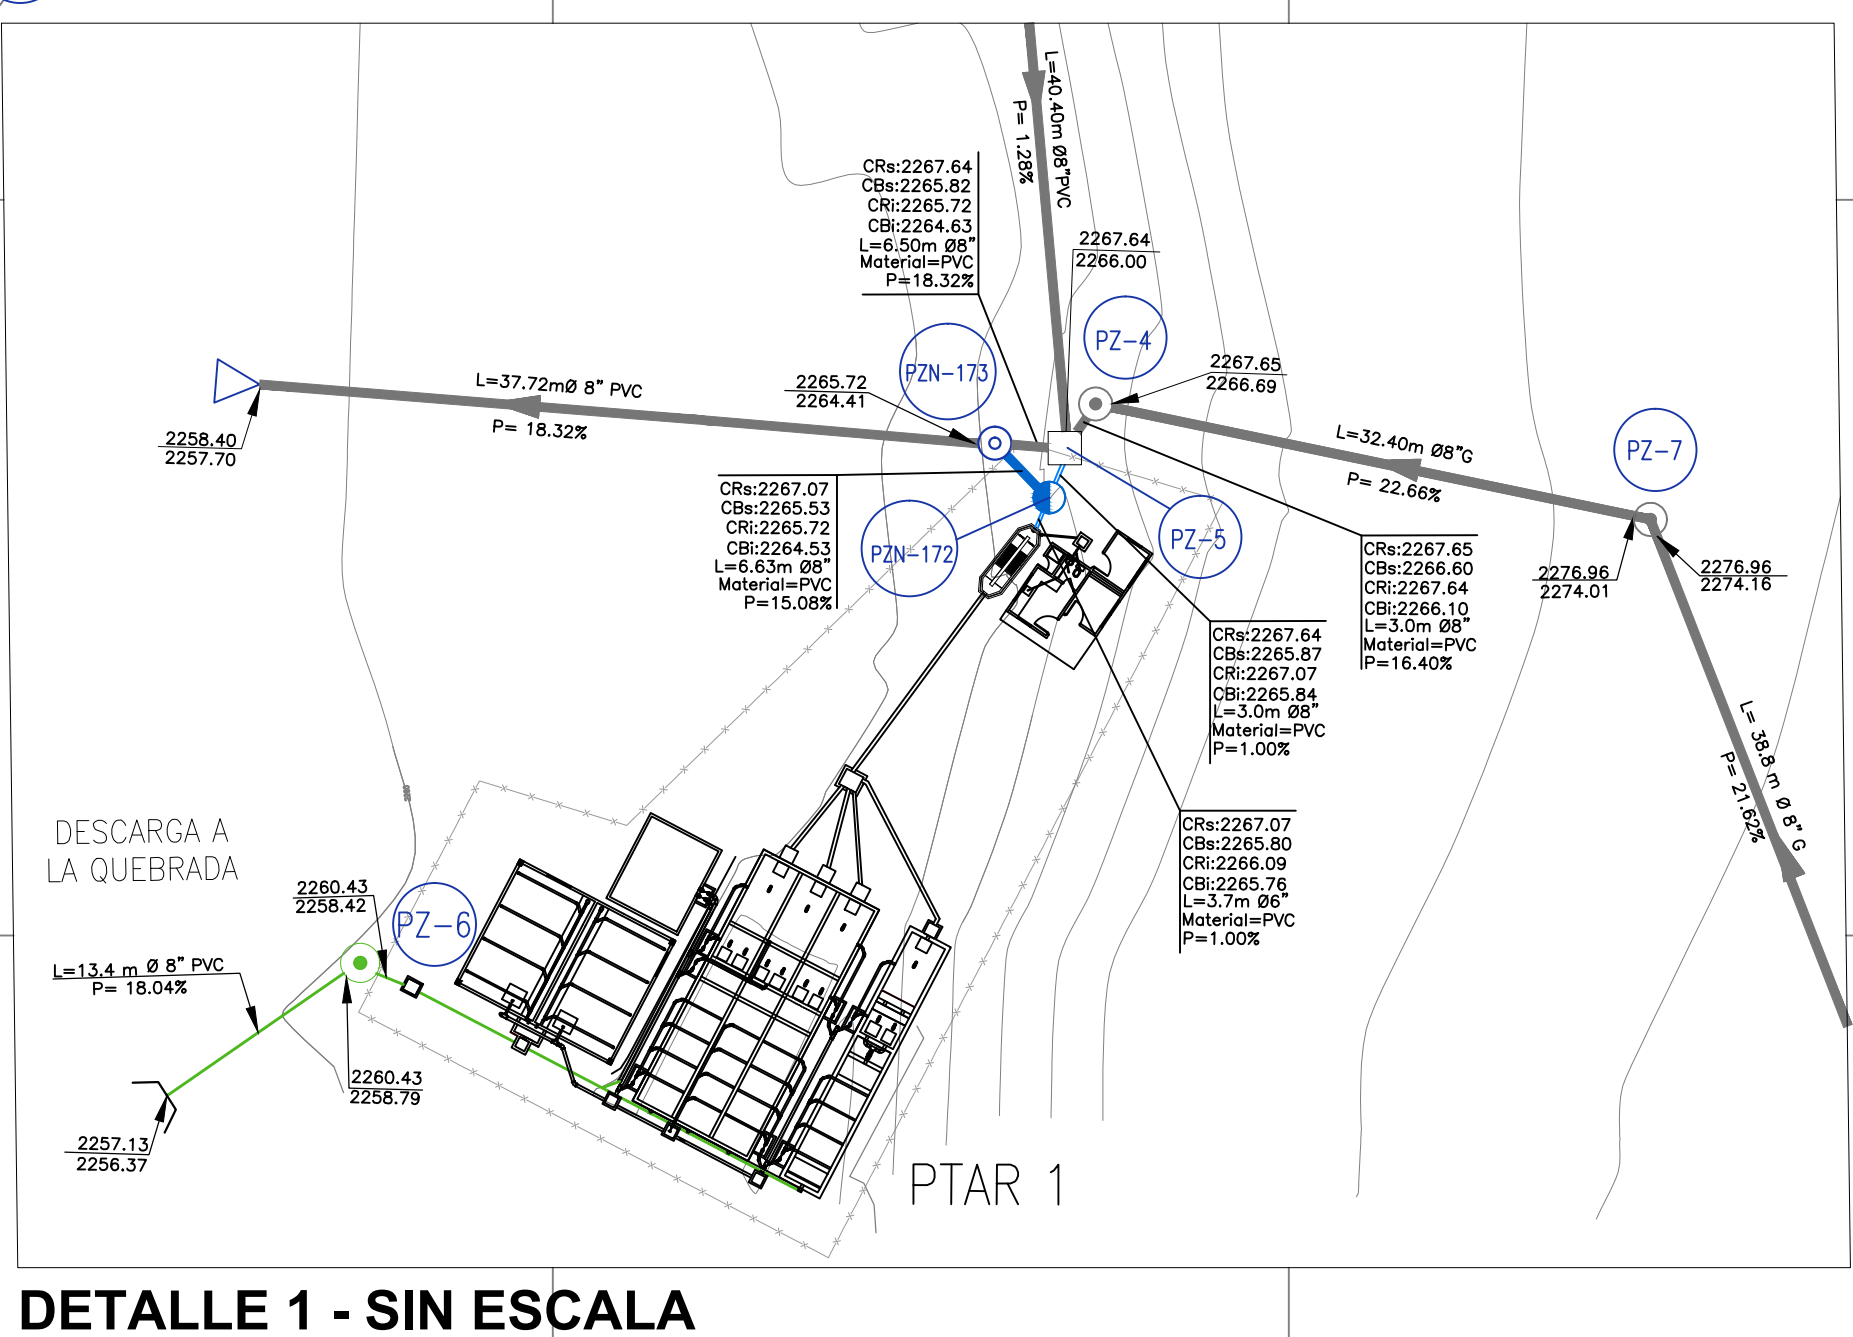 L=40.40m Ø8"PVC
P= 1.28%
CRs:2267.64
CBs:2265.82
CRi:2265.72
CBi:2264.63
L=6.50m Ø8"
Material=PVC
P=18.32%
2267.64
2266.00
PZ-4
PZN-173
2267.65
2266.69
L=37.72mØ 8" PVC
P= 18.32%
2265.72
2264.41
2258.40
2257.70
L=32.40m Ø8"G
P= 22.66%
PZ-7
CRs:2267.07
CBs:2265.53
CRi:2265.72
CBi:2264.53
L=6.63m Ø8"
Material=PVC
P=15.08%
PZN-172
PZ-5
CRs:2267.65
CBs:2266.60
CRi:2267.64
CBi:2266.10
L=3.0m Ø8"
Material=PVC
P=16.40%
2276.96
2274.01
2276.96
2274.16
CRs:2267.64
CBs:2265.87
CRi:2267.07
CBi:2265.84
L=3.0m Ø8"
Material=PVC
P=1.00%
L= 38.8 m Ø 8" G
P= 21.62%
CRs:2267.07
CBs:2265.80
CRi:2266.09
CBi:2265.76
L=3.7m Ø6"
Material=PVC
P=1.00%
DESCARGA A
LA QUEBRADA
2260.43
2258.42
PZ-6
L=13.4 m Ø 8" PVC
P= 18.04%
2260.43
2258.79
2257.13
2256.37
PTAR 1
DETALLE 1 - SIN ESCALA